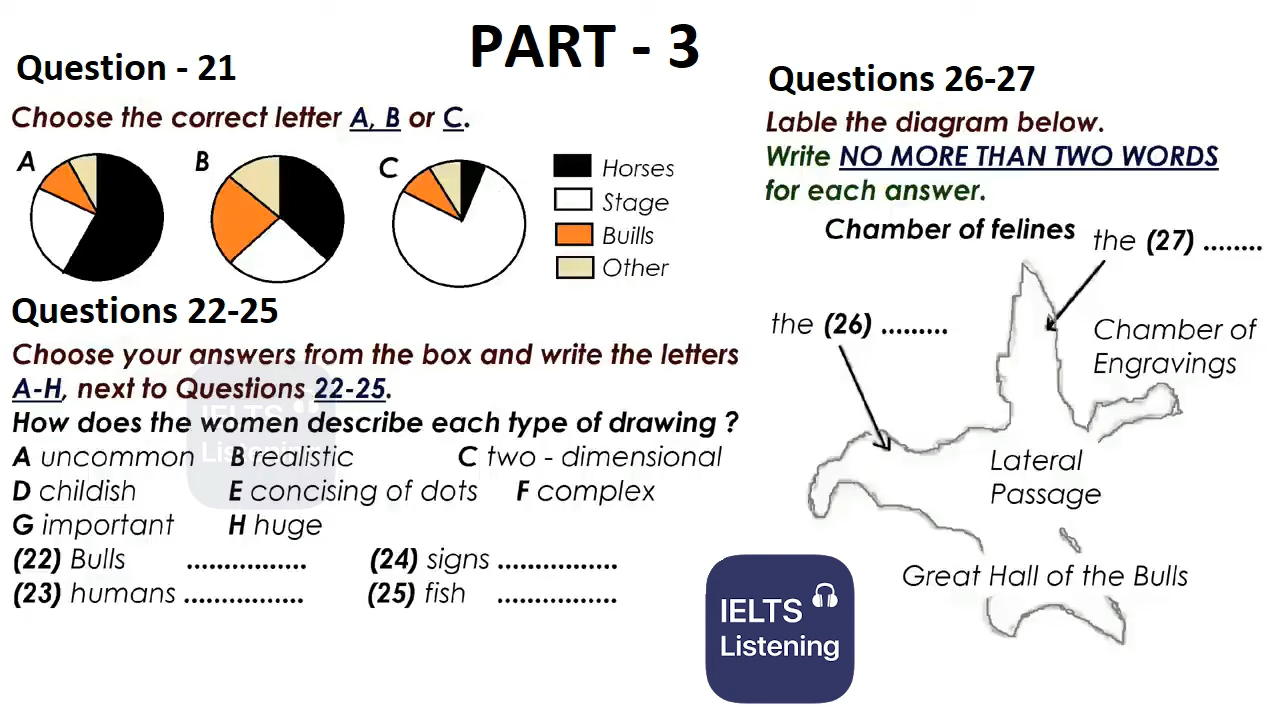 PART - 3
Question - 21
Choose the correct letter A, B or C.
A
B
C
Horses
Stage
Buills
Other
Questions 22-25
Choose your answers from the box and write the letters
A-H, next to Questions 22-25.
How does the women describe each type of drawing ?
A uncommon B realistic C two - dimensional
D childish E concising of dots F complex
G important H huge
(22) Bulls ................ (24) signs ................
(23) humans ................ (25) fish ................
IELTS
Listening
Questions 26-27
Lable the diagram below.
Write NO MORE THAN TWO WORDS
for each answer.
Chamber of felines
the (27) ........
the (26) .........
Chamber of
Engravings
Lateral
Passage
Great Hall of the Bulls
IELTS
Listening